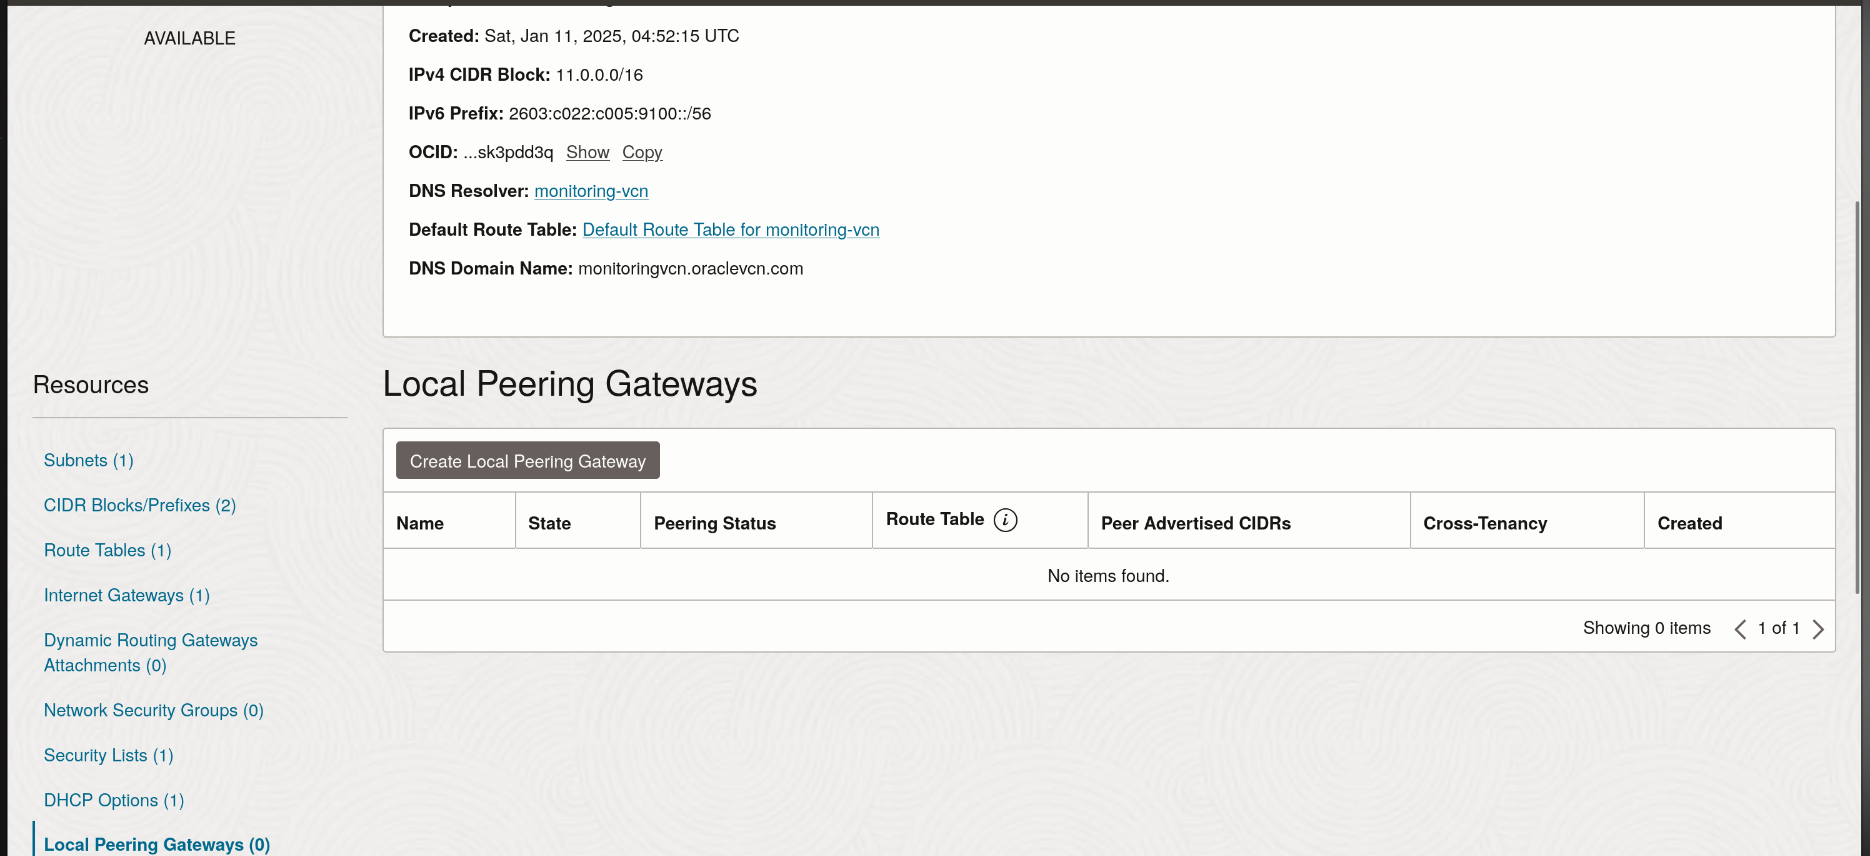 AVAILABLE
Created: Sat, Jan 11, 2025, 04:52:15 UTC
IPv4 CIDR Block: 11.0.0.0/16
IPv6 Prefix: 2603:c022:c005:9100::/56
OCID: ...sk3pdd3q Show Copy
DNS Resolver: monitoring-vcn
Default Route Table: Default Route Table for monitoring-vcn
DNS Domain Name: monitoringvcn.oraclevcn.com
Resources
Subnets (1)
CIDR Blocks/Prefixes (2)
Route Tables (1)
Internet Gateways (1)
Dynamic Routing Gateways
Attachments (0)
Network Security Groups (0)
Security Lists (1)
DHCP Options (1)
Local Peering Gateways (0)
Local Peering Gateways
Create Local Peering Gateway
Name State Peering Status Route Table i Peer Advertised CIDRs Cross-Tenancy Created
No items found.
Showing 0 items 1 of 1